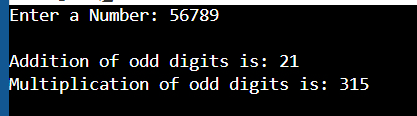 Enter a Number: 56789
Addition of odd digits is: 21
Multiplication of odd digits is: 315